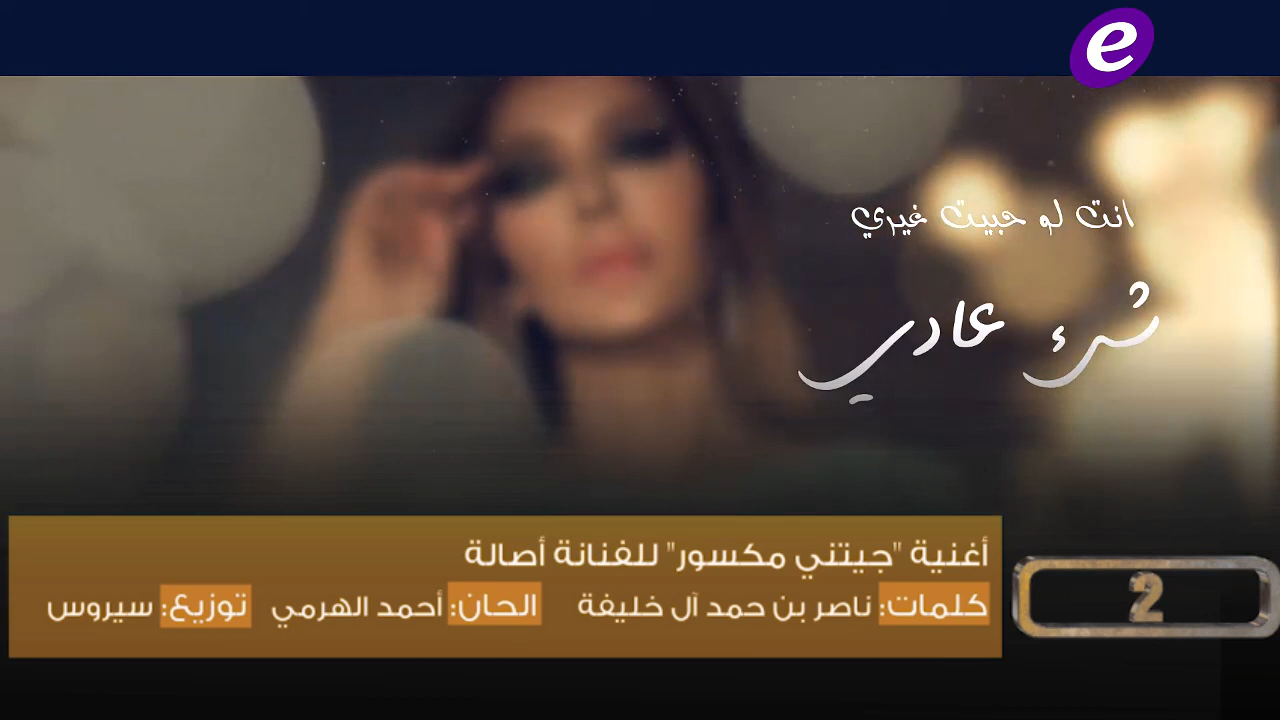 e
انت لو حبيت غيري
شيء عادي
أغنية "جيتني مكسور" للفنانة أصالة
كلمات: ناصر بن حمد آل خليفة الحان: أحمد الهرمي توزيع: سيروس
2